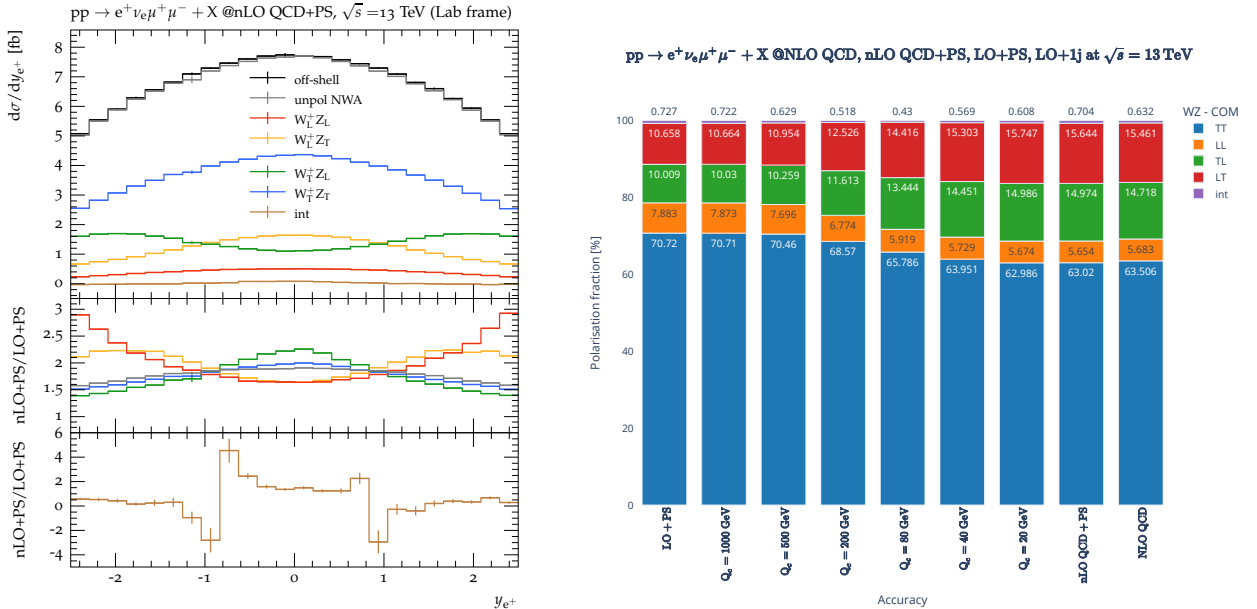 pp → e⁺νₑμ⁺μ⁻ + X @nLO QCD+PS, √s =13 TeV (Lab frame)
dσ/dy_e⁺ [fb]
8
7
6
5
4
3
2
1
0
off-shell
unpol NWA
W⁺_L Z_L
W⁺_L Z_T
W⁺_T Z_L
W⁺_T Z_T
int
nLO+PS/LO+PS
3
2.5
2
1.5
1
nLO+PS/LO+PS
6
4
2
0
-2
-4
-2 -1 0 1 2
y_e⁺
pp → e⁺νₑμ⁺μ⁻ + X @NLO QCD, nLO QCD+PS, LO+PS, LO+1j at √s = 13 TeV
Polarisation fraction [%]
100
80
60
40
20
0
0.727 0.722 0.629 0.518 0.43 0.569 0.608 0.704 0.632
10.658 10.664 10.954 12.526 14.416 15.303 15.747 15.644 15.461
10.009 10.03 10.259 11.613 13.444 14.451 14.986 14.974 14.718
7.883 7.873 7.696 6.774 5.919 5.729 5.674 5.654 5.683
70.72 70.71 70.46 68.57 65.786 63.951 62.986 63.02 63.506
WZ - COM
TT
LL
TL
LT
int
LO + PS
Q_c = 1000 GeV
Q_c = 500 GeV
Q_c = 200 GeV
Q_c = 80 GeV
Q_c = 40 GeV
Q_c = 20 GeV
nLO QCD + PS
NLO QCD
Accuracy